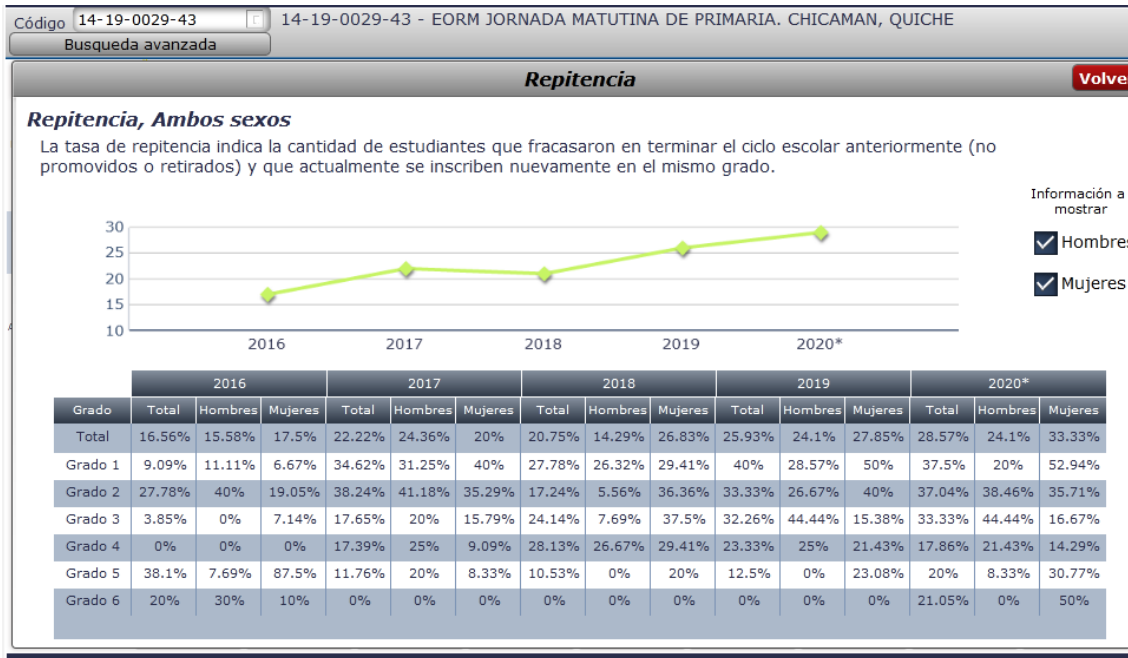 Código 14-19-0029-43 14-19-0029-43 - EORM JORNADA MATUTINA DE PRIMARIA. CHICAMAN, QUICHE
Busqueda avanzada
Repitencia Volve
Repitencia, Ambos sexos
La tasa de repitencia indica la cantidad de estudiantes que fracasaron en terminar el ciclo escolar anteriormente (no
promovidos o retirados) y que actualmente se inscriben nuevamente en el mismo grado.
Información a
mostrar
Hombres
Mujeres
30
25
20
15
10
2016 2017 2018 2019 2020*
2016 2017 2018 2019 2020*
Grado Total Hombres Mujeres Total Hombres Mujeres Total Hombres Mujeres Total Hombres Mujeres Total Hombres Mujeres
Total 16.56% 15.58% 17.5% 22.22% 24.36% 20% 20.75% 14.29% 26.83% 25.93% 24.1% 27.85% 28.57% 24.1% 33.33%
Grado 1 9.09% 11.11% 6.67% 34.62% 31.25% 40% 27.78% 26.32% 29.41% 40% 28.57% 50% 37.5% 20% 52.94%
Grado 2 27.78% 40% 19.05% 38.24% 41.18% 35.29% 17.24% 5.56% 36.36% 33.33% 26.67% 40% 37.04% 38.46% 35.71%
Grado 3 3.85% 0% 7.14% 17.65% 20% 15.79% 24.14% 7.69% 37.5% 32.26% 44.44% 15.38% 33.33% 44.44% 16.67%
Grado 4 0% 0% 0% 17.39% 25% 9.09% 28.13% 26.67% 29.41% 23.33% 25% 21.43% 17.86% 21.43% 14.29%
Grado 5 38.1% 7.69% 87.5% 11.76% 20% 8.33% 10.53% 0% 20% 12.5% 0% 23.08% 20% 8.33% 30.77%
Grado 6 20% 30% 10% 0% 0% 0% 0% 0% 0% 0% 0% 0% 21.05% 0% 50%